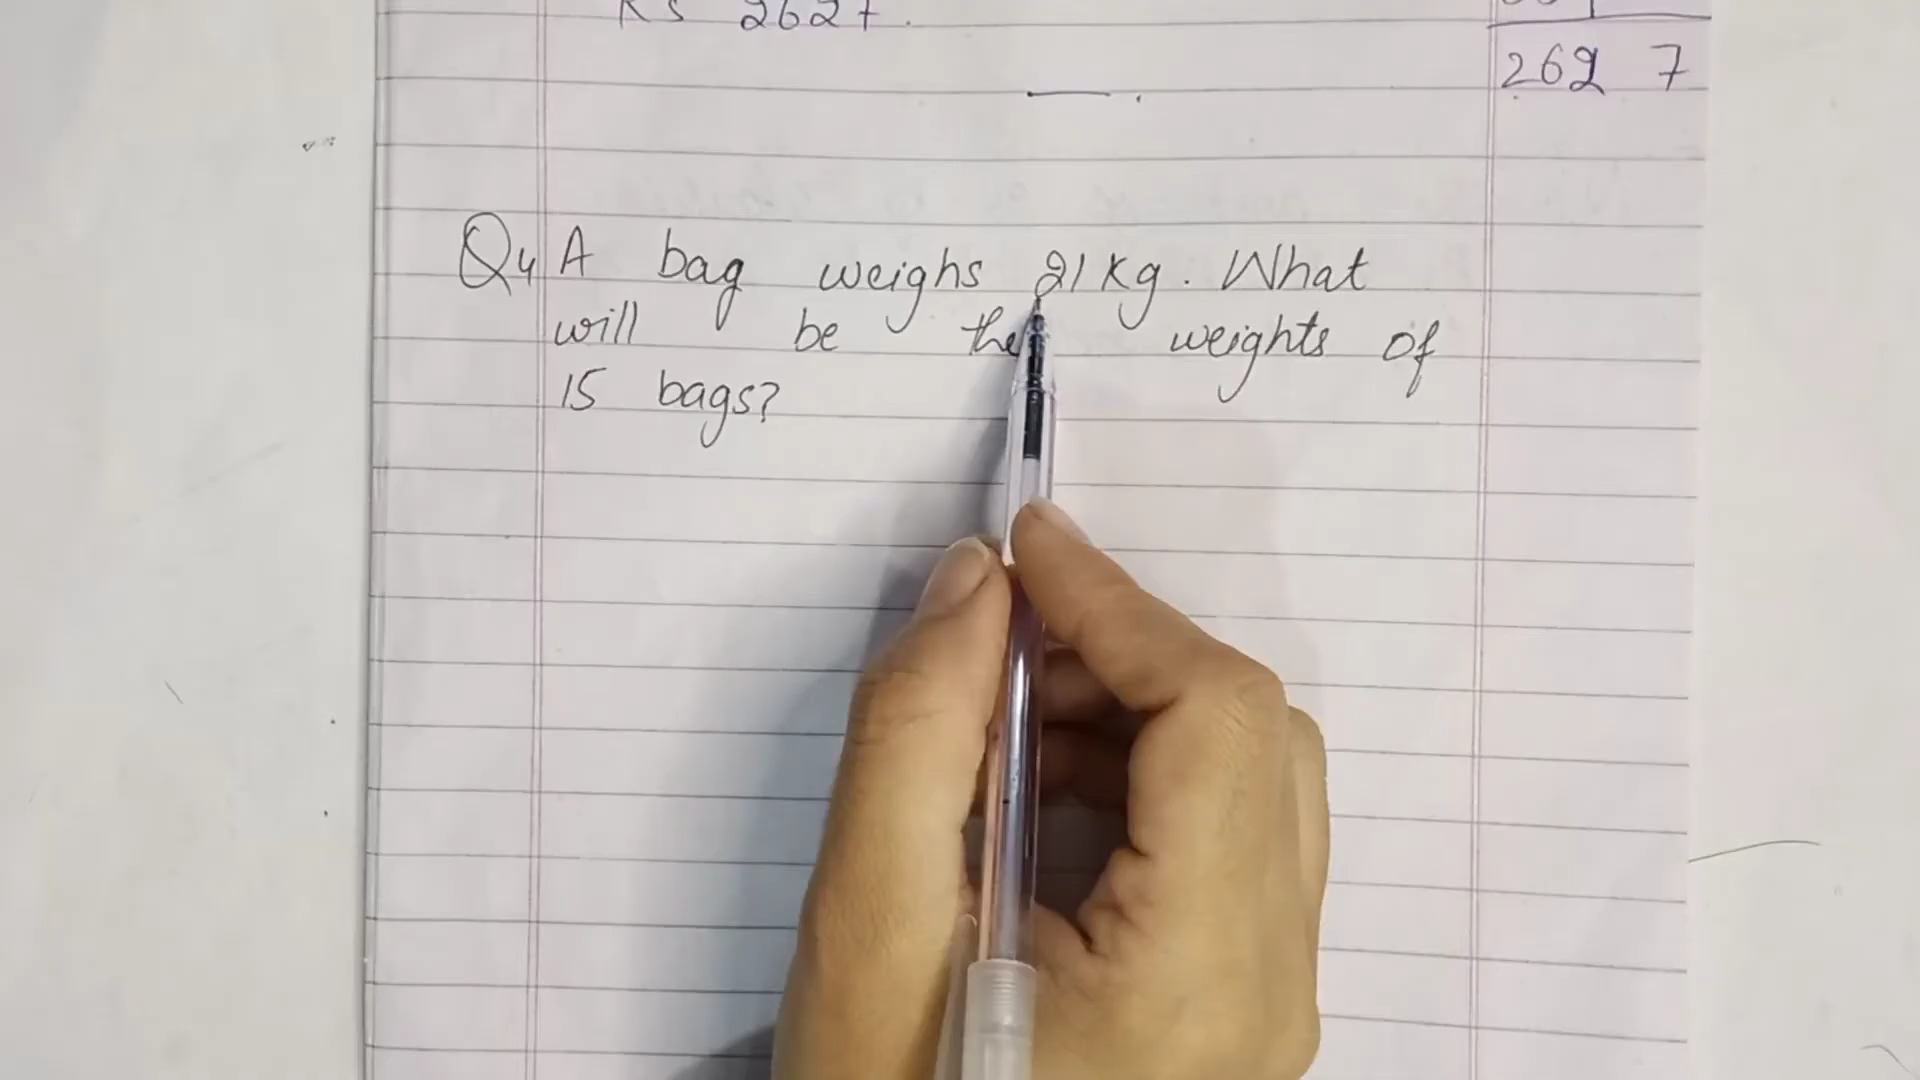 Rs 2627.
262 7
Q4 A bag weighs 21 kg. What
will be the weights of
15 bags?